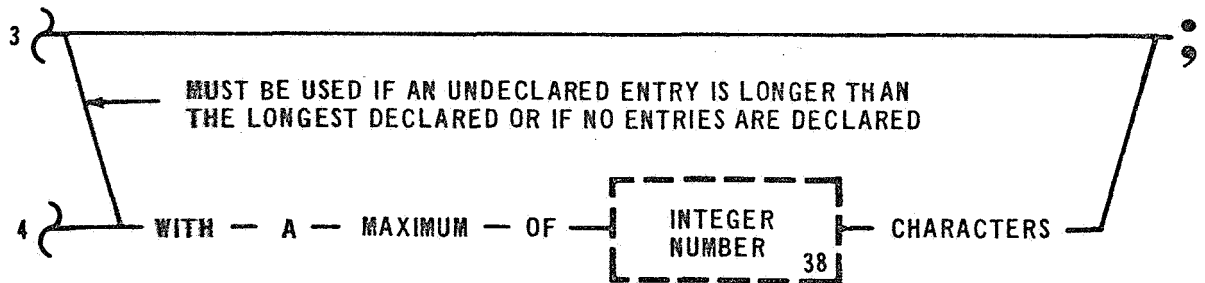 3 ;
MUST BE USED IF AN UNDECLARED ENTRY IS LONGER THAN
THE LONGEST DECLARED OR IF NO ENTRIES ARE DECLARED
4 WITH — A — MAXIMUM — OF — INTEGER
NUMBER
38
— CHARACTERS